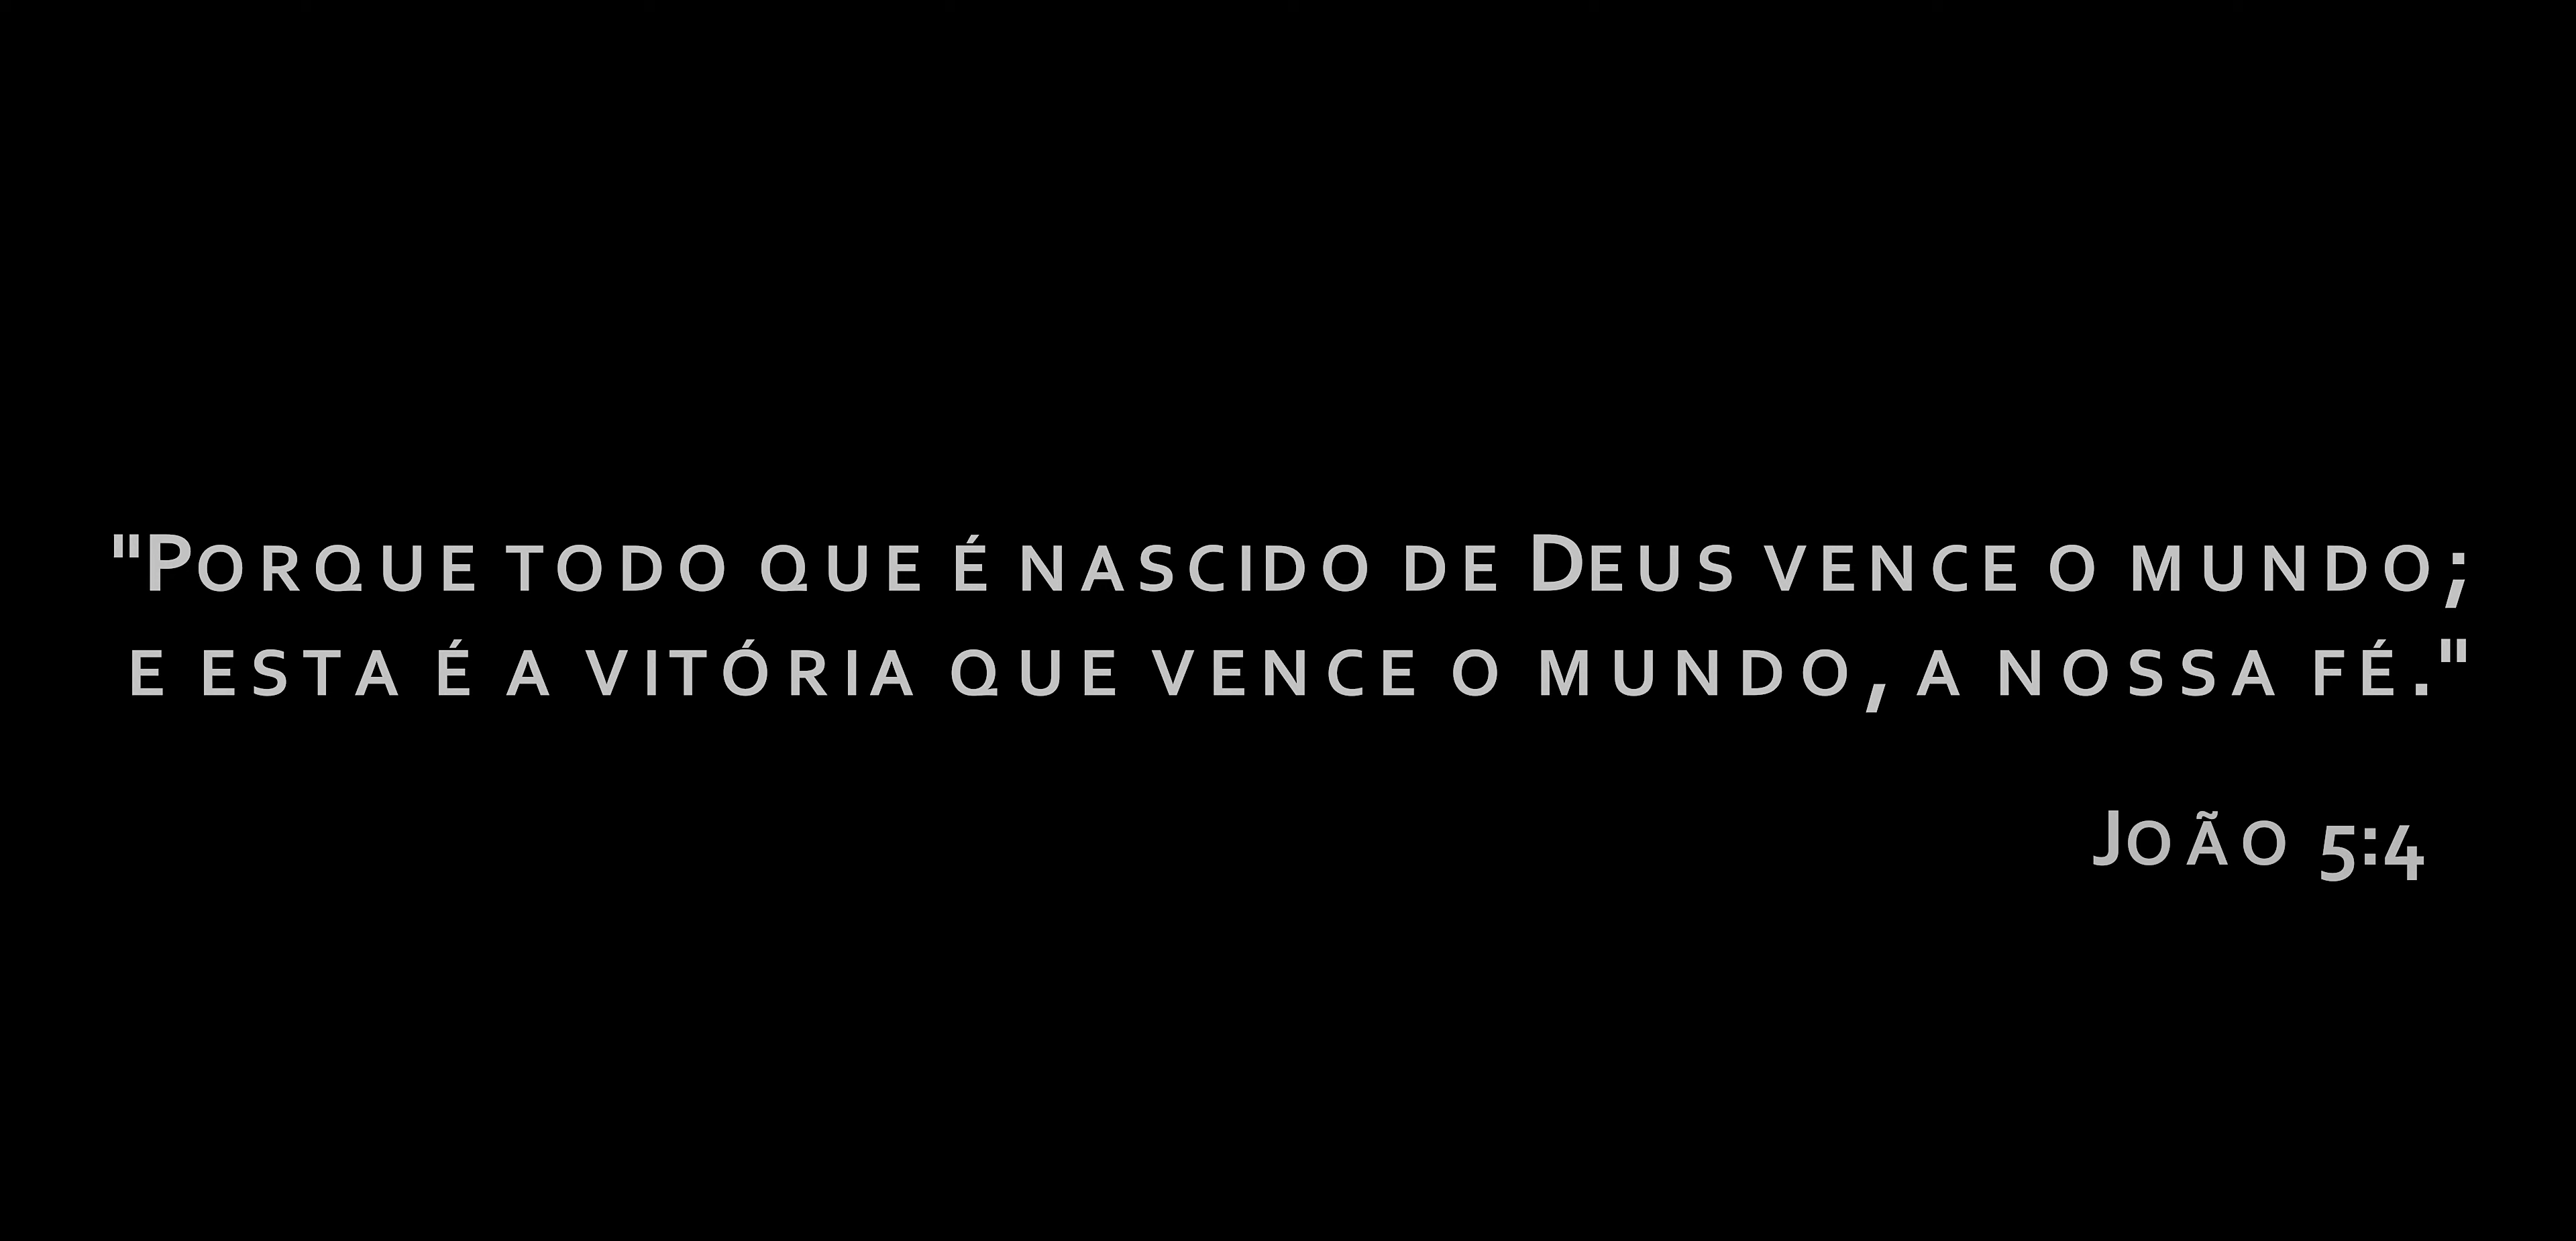 "Porque todo que é nascido de Deus vence o mundo;
e esta é a vitória que vence o mundo, a nossa fé."
João 5:4